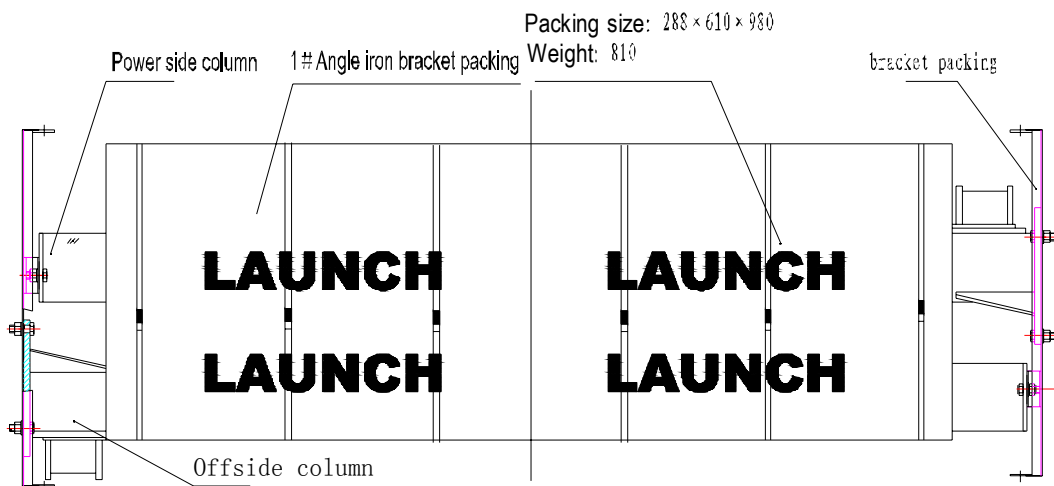 Packing size: 288×610×980
Weight: 810
Power side column
1# Angle iron bracket packing
bracket packing
LAUNCH LAUNCH
LAUNCH LAUNCH
Offside column